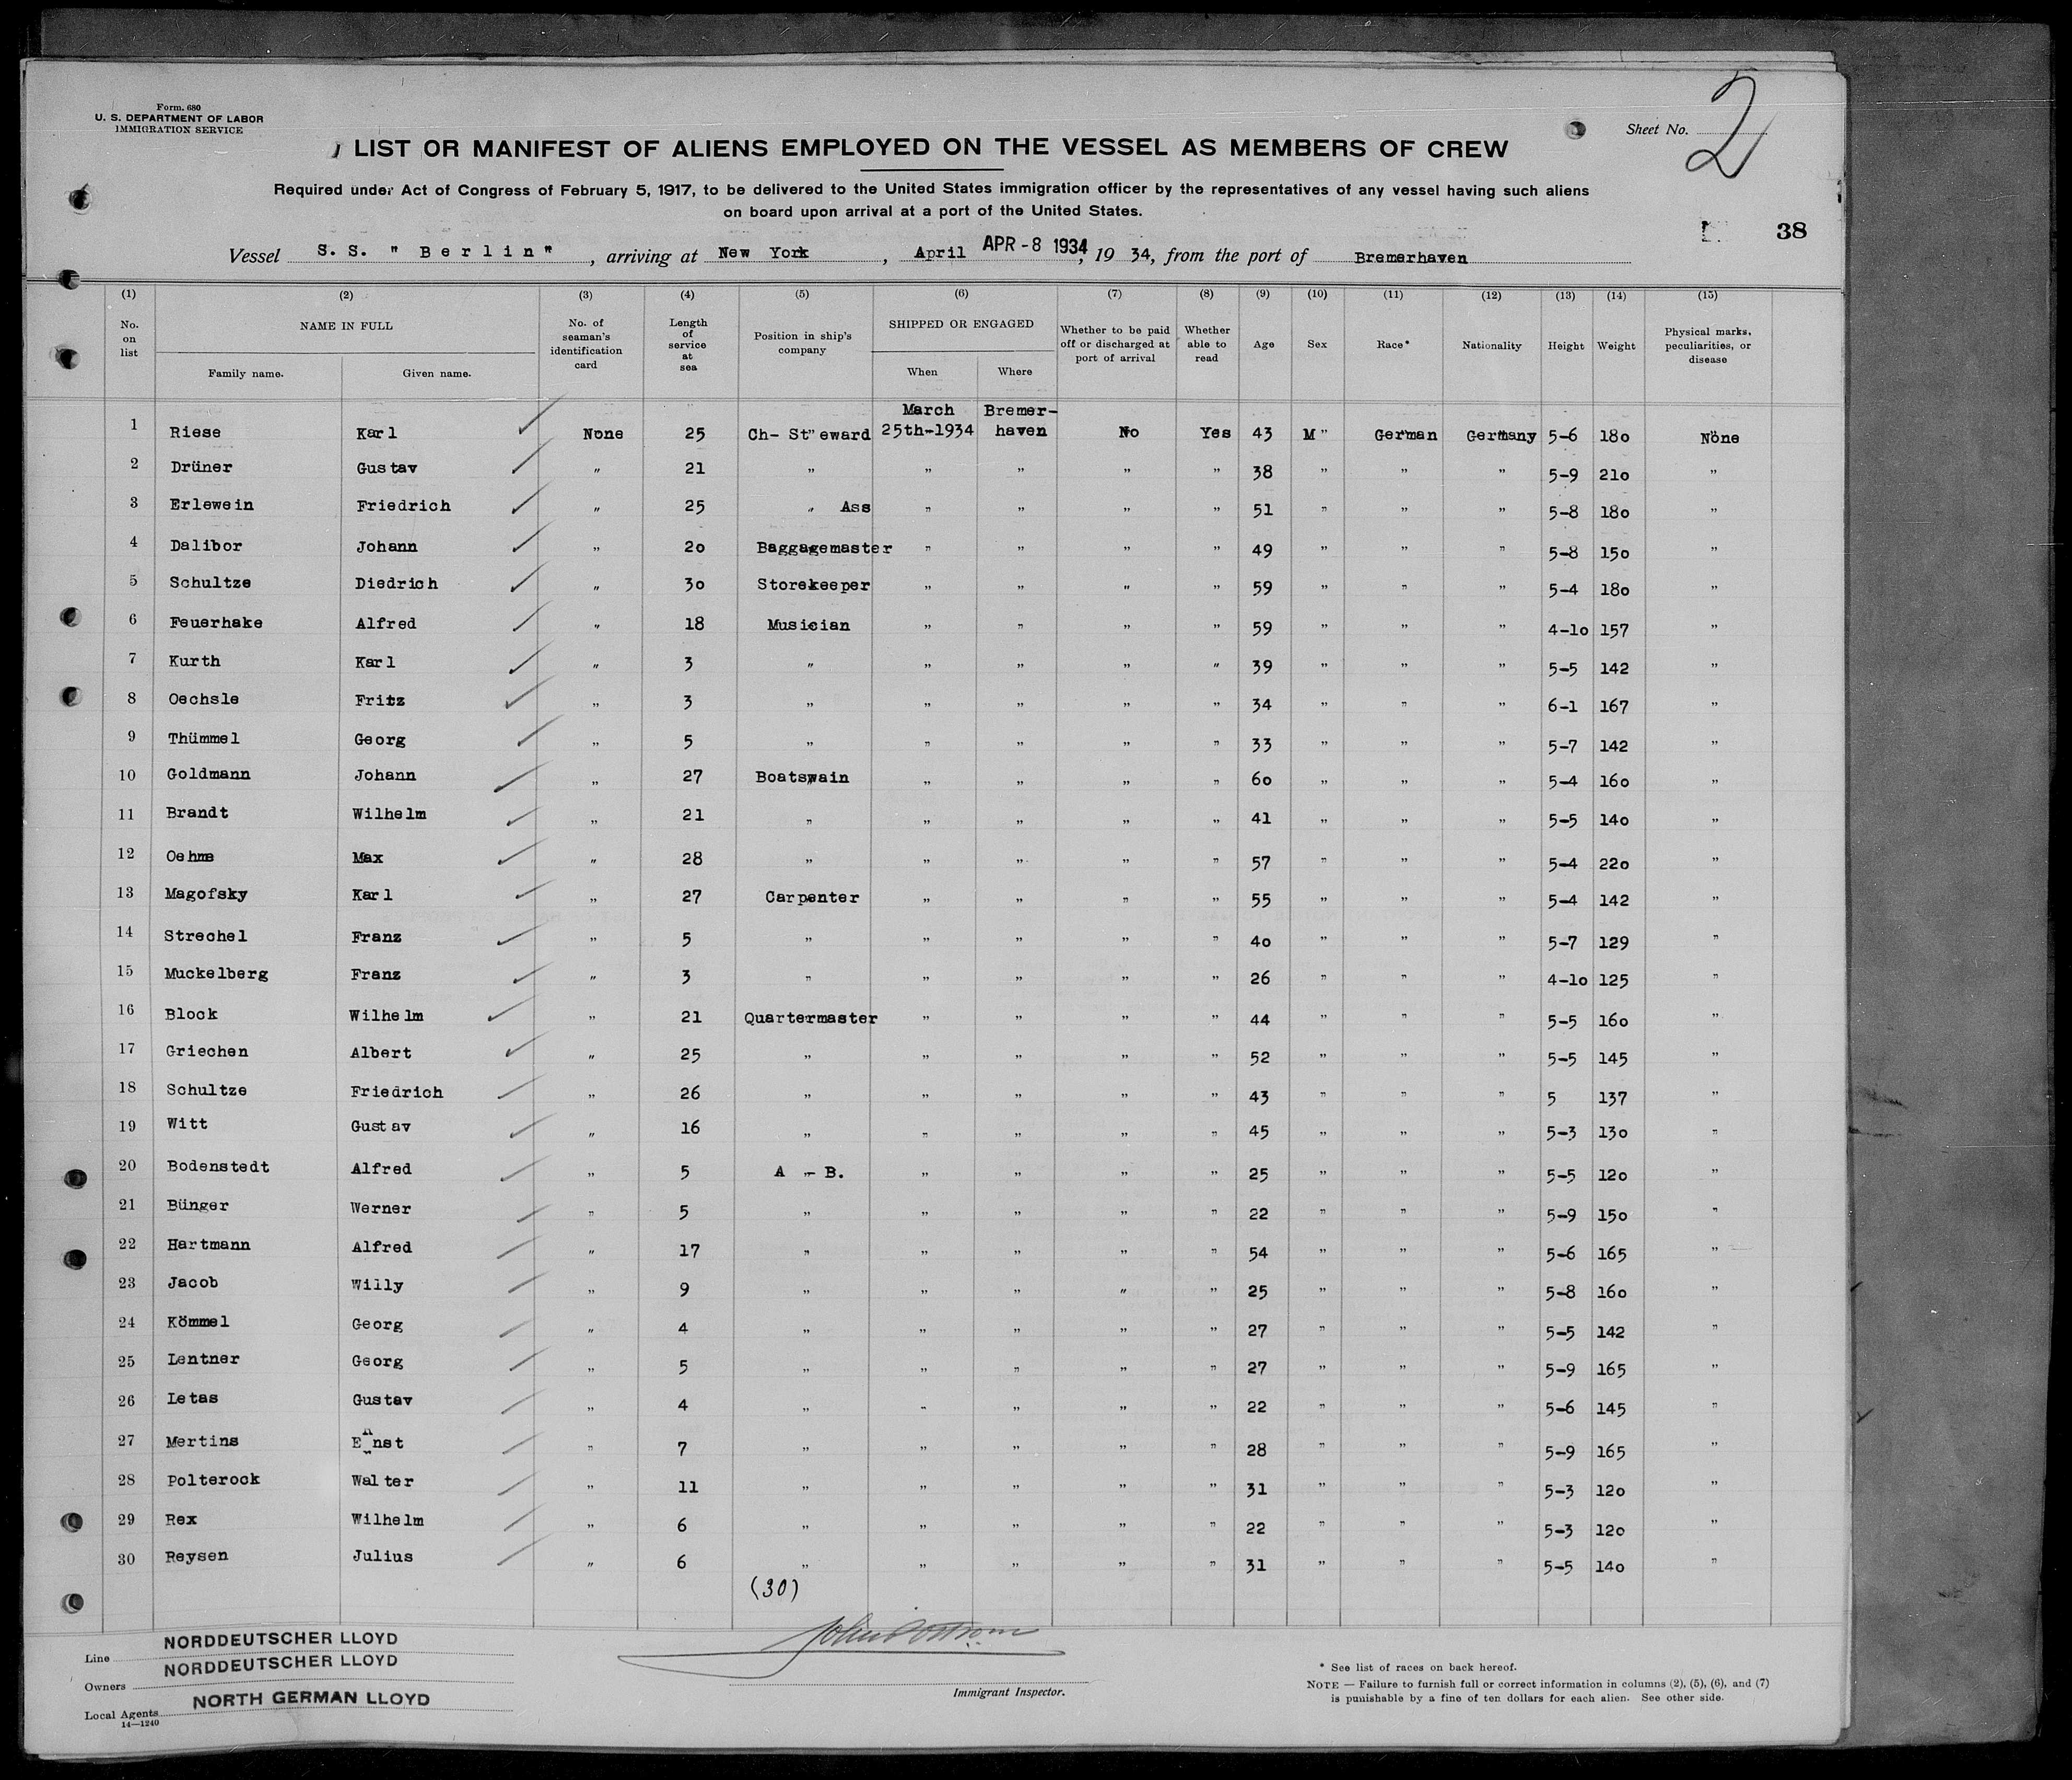 Form. 680
U. S. DEPARTMENT OF LABOR
IMMIGRATION SERVICE
Sheet No. 2
LIST OR MANIFEST OF ALIENS EMPLOYED ON THE VESSEL AS MEMBERS OF CREW
Required under Act of Congress of February 5, 1917, to be delivered to the United States immigration officer by the representatives of any vessel having such aliens
on board upon arrival at a port of the United States.
38
Vessel S. S. " B e r l i n " , arriving at New York , April APR - 8 1934, 19 34, from the port of Bremerhaven
(1) (2) (3) (4) (5) (6) (7) (8) (9) (10) (11) (12) (13) (14) (15)
No. on list NAME IN FULL Family name. Given name. No. of seaman's identification card Length of service at sea Position in ship's company SHIPPED OR ENGAGED When Where Whether to be paid off or discharged at port of arrival Whether able to read Age Sex Race* Nationality Height Weight Physical marks, peculiarities, or disease
March Bremer-
1 Riese Karl None 25 Ch- St"eward 25th-1934 haven No Yes 43 M " German Germany 5-6 180 None
2 Drüner Gustav " 21 " " " " " 38 " " " 5-9 210 "
3 Erlewein Friedrich " 25 " Ass " " " " 51 " " " 5-8 180 "
4 Dalibor Johann " 20 Baggagemaster " " " " 49 " " " 5-8 150 "
5 Schultze Diedrich " 30 Storekeeper " " " " 59 " " " 5-4 180 "
6 Feuerhake Alfred " 18 Musician " " " " 59 " " " 4-10 157 "
7 Kurth Karl " 3 " " " " " 39 " " " 5-5 142 "
8 Oechsle Fritz " 3 " " " " " 34 " " " 6-1 167 "
9 Thümmel Georg " 5 " " " " " 33 " " " 5-7 142 "
10 Goldmann Johann " 27 Boatswain " " " " 60 " " " 5-4 160 "
11 Brandt Wilhelm " 21 " " " " " 41 " " " 5-5 140 "
12 Oehme Max " 28 " " " " " 57 " " " 5-4 220 "
13 Magofsky Karl " 27 Carpenter " " " " 55 " " " 5-4 142 "
14 Strechel Franz " 5 " " " " " 40 " " " 5-7 129 "
15 Muckelberg Franz " 3 " " " " " 26 " " " 4-10 125 "
16 Block Wilhelm " 21 Quartermaster " " " " 44 " " " 5-5 160 "
17 Griechen Albert " 25 " " " " " 52 " " " 5-5 145 "
18 Schultze Friedrich " 26 " " " " " 43 " " " 5 137 "
19 Witt Gustav " 16 " " " " " 45 " " " 5-3 130 "
20 Bodenstedt Alfred " 5 A - B. " " " " 25 " " " 5-5 120 "
21 Bünger Werner " 5 " " " " " 22 " " " 5-9 150 "
22 Hartmann Alfred " 17 " " " " " 54 " " " 5-6 165 "
23 Jacob Willy " 9 " " " " " 25 " " " 5-8 160 "
24 Kömmel Georg " 4 " " " " " 27 " " " 5-5 142 "
25 Lentner Georg " 5 " " " " " 27 " " " 5-9 165 "
26 Letas Gustav " 4 " " " " " 22 " " " 5-6 145 "
27 Mertins Ernst " 7 " " " " " 28 " " " 5-9 165 "
28 Polterock Walter " 11 " " " " " 31 " " " 5-3 120 "
29 Rex Wilhelm " 6 " " " " " 22 " " " 5-3 120 "
30 Reysen Julius " 6 " " " " " 31 " " " 5-5 140 "
(30)
Line NORDDEUTSCHER LLOYD
Owners NORDDEUTSCHER LLOYD
Local Agents NORTH GERMAN LLOYD
14—1240
Immigrant Inspector.
* See list of races on back hereof.
NOTE — Failure to furnish full or correct information in columns (2), (5), (6), and (7)
is punishable by a fine of ten dollars for each alien. See other side.